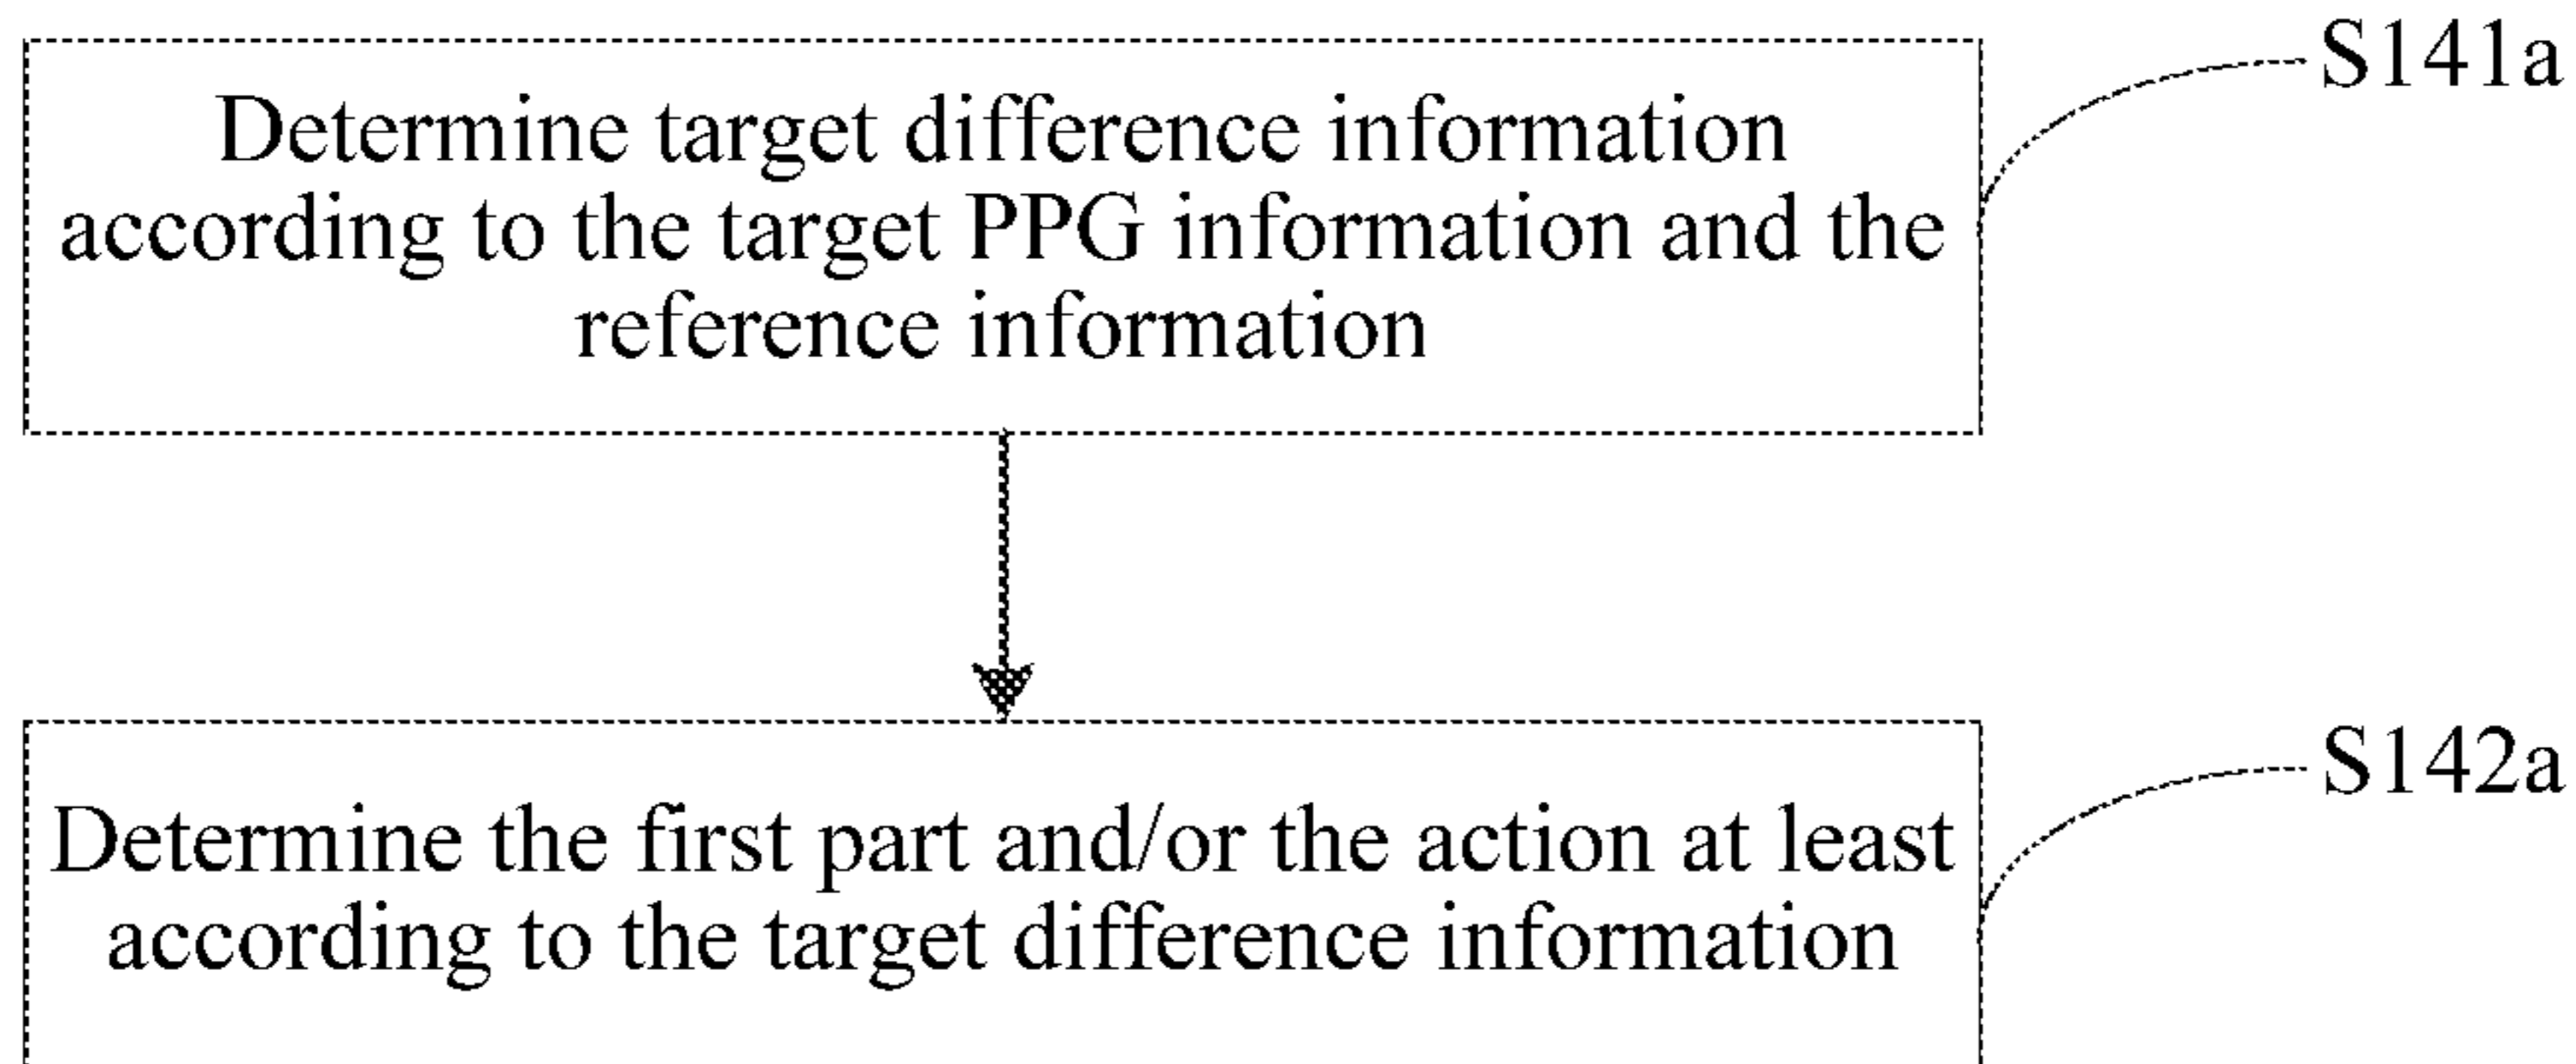 S141a
Determine target difference information
according to the target PPG information and the
reference information
S142a
Determine the first part and/or the action at least
according to the target difference information